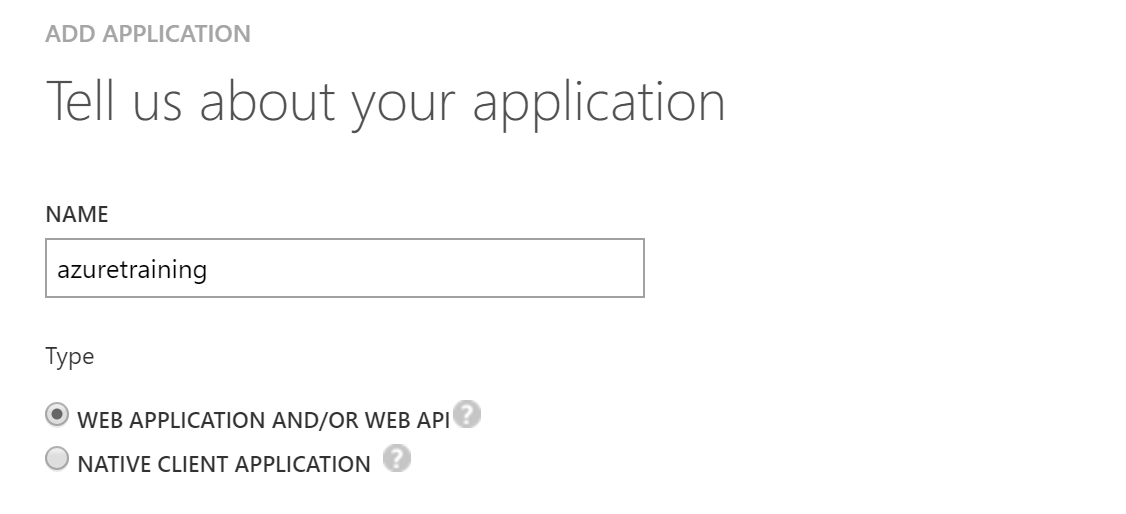 ADD APPLICATION
Tell us about your application
NAME
azuretraining
Type
WEB APPLICATION AND/OR WEB API ?
NATIVE CLIENT APPLICATION ?